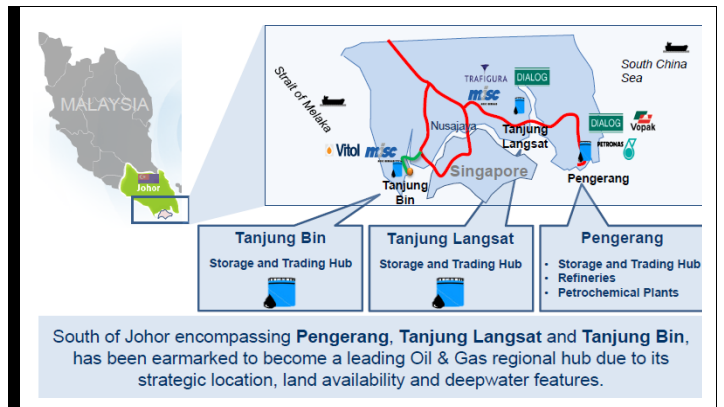 MALAYSIA
Johor
Strait of Melaka
South China
Sea
TRAFIGURA
DIALOG
misc
Nusajaya
Tanjung
Langsat
DIALOG
Vopak
PETRONAS
Vitol
misc
Singapore
Tanjung
Bin
Pengerang
Tanjung Bin
Storage and Trading Hub
Tanjung Langsat
Storage and Trading Hub
Pengerang
• Storage and Trading Hub
• Refineries
• Petrochemical Plants
South of Johor encompassing Pengerang, Tanjung Langsat and Tanjung Bin,
has been earmarked to become a leading Oil & Gas regional hub due to its
strategic location, land availability and deepwater features.